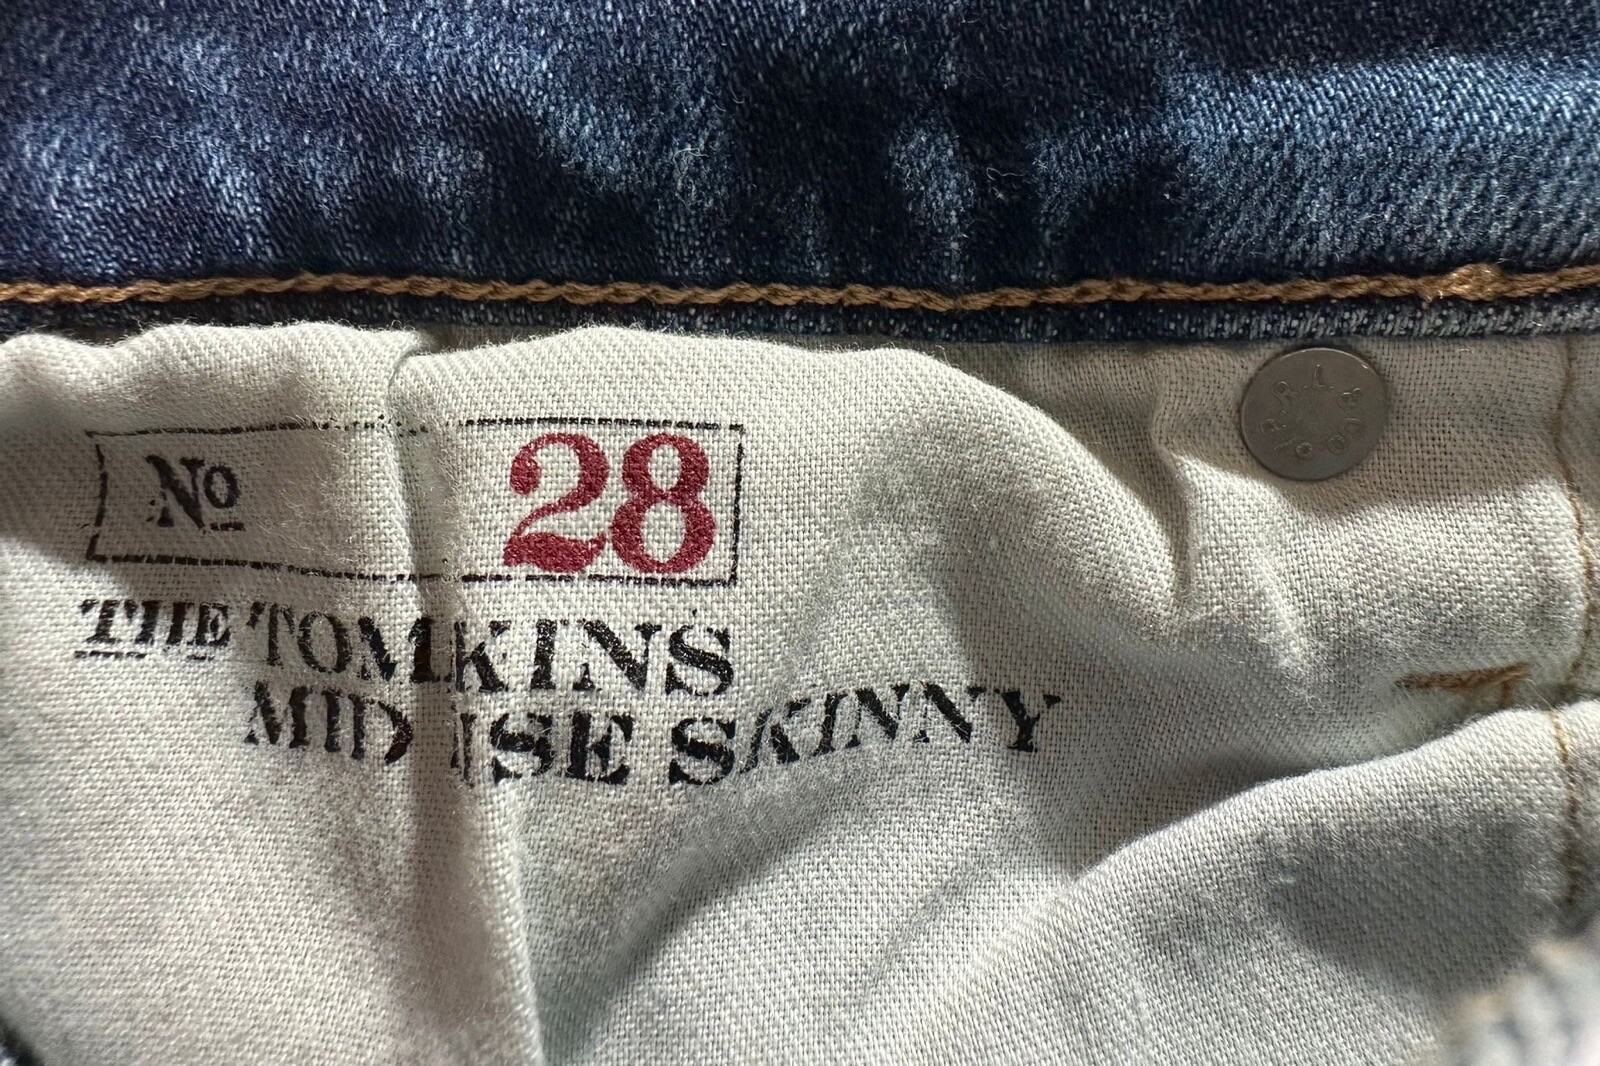 No 28
THE TOMKINS
MID ISE SKINNY